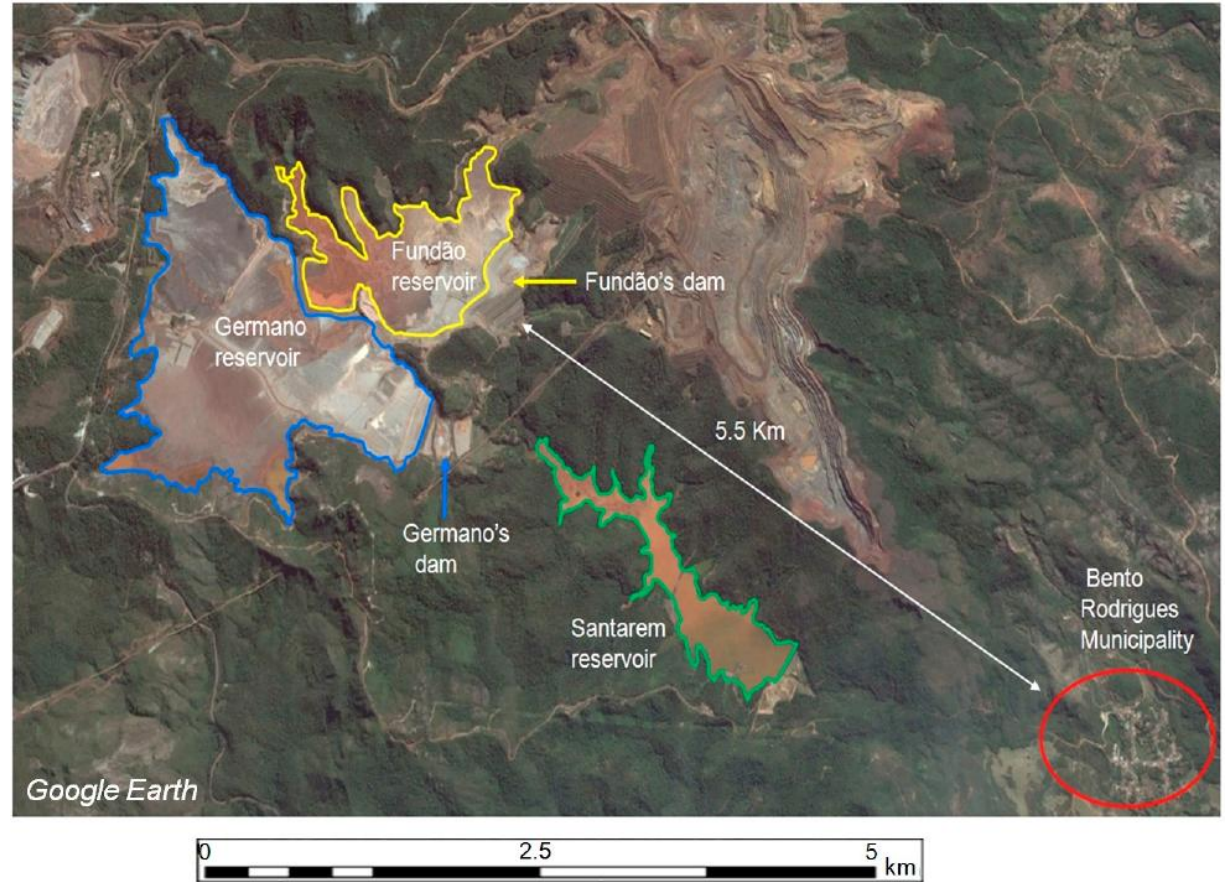 Fundão
reservoir
Fundão's dam
Germano
reservoir
5.5 Km
Germano's
dam
Santarem
reservoir
Bento
Rodrigues
Municipality
Google Earth
0 2.5 5
km